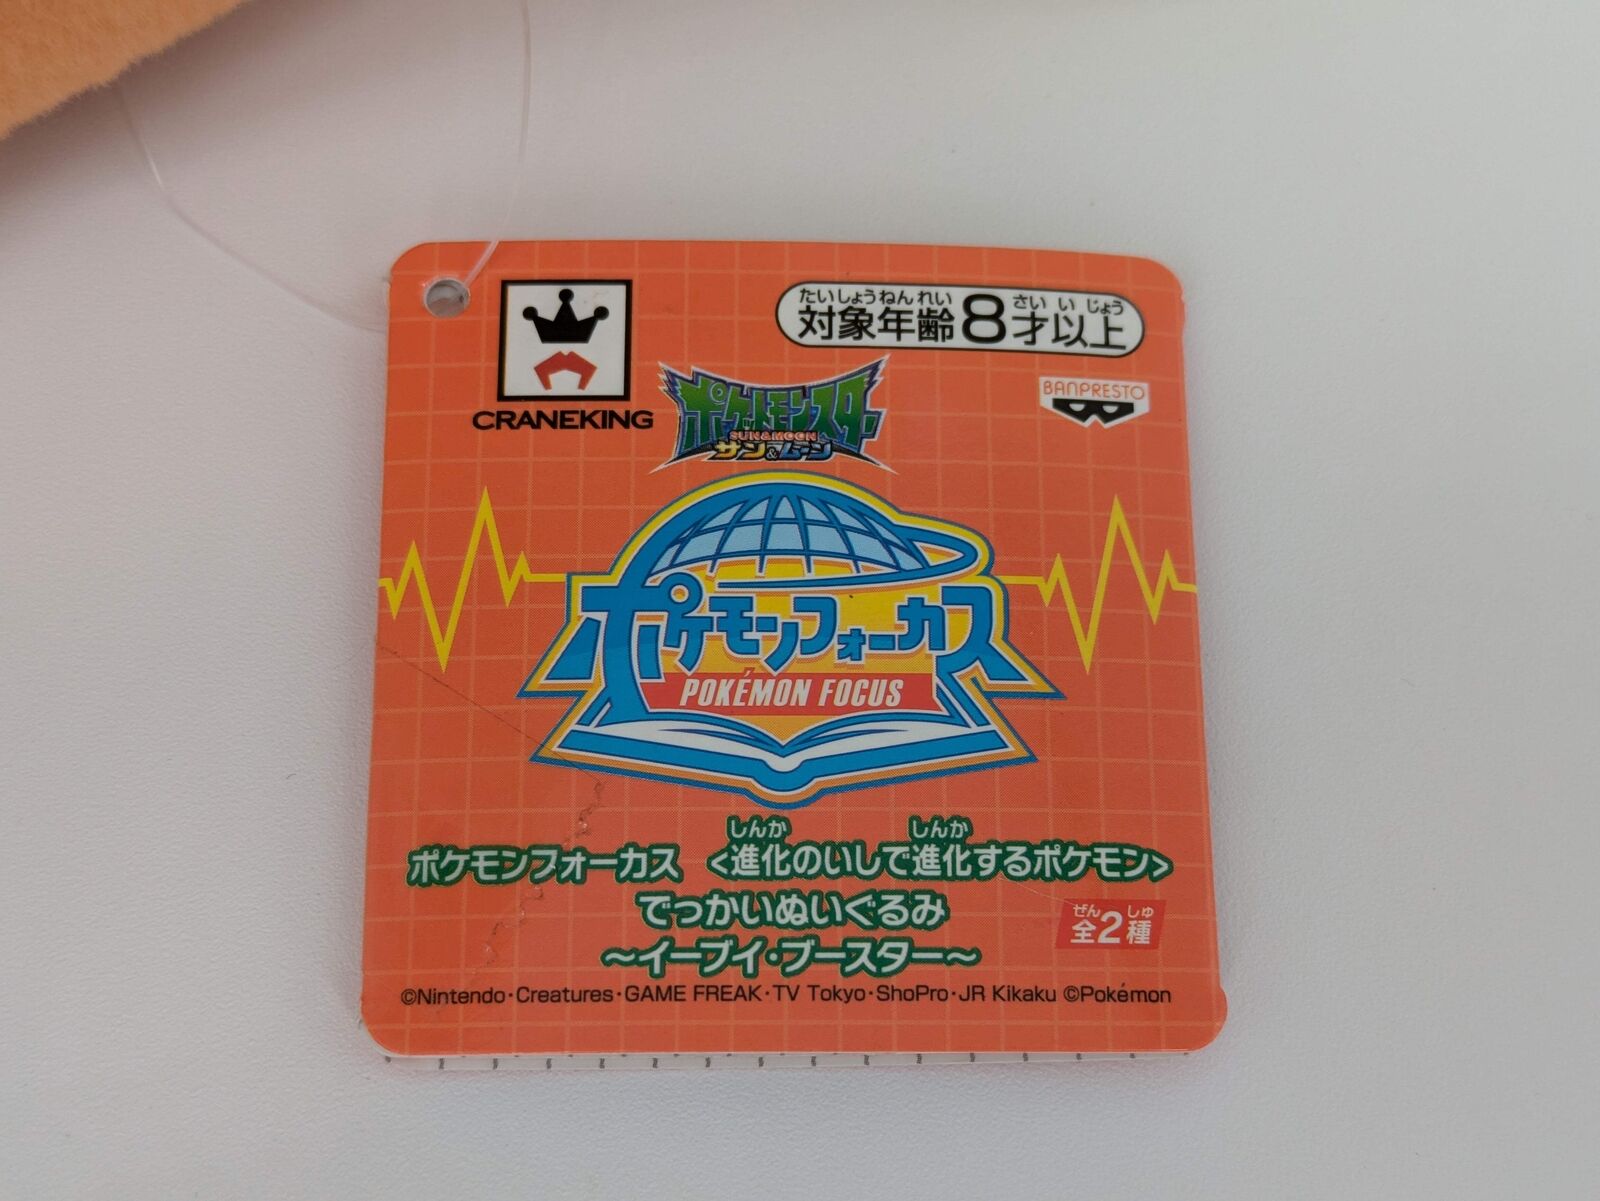 たいしょうねんれい さい いじょう
対象年齢8才以上
CRANEKING
BANPRESTO
ポケットモンスター
SUN&MOON
サン&ムーン
ポケモンフォーカス
POKÉMON FOCUS
しんか しんか
ポケモンフォーカス <進化のいしで進化するポケモン>
でっかいぬいぐるみ
～イーブイ・ブースター～
ぜん しゅ
全2種
©Nintendo・Creatures・GAME FREAK・TV Tokyo・ShoPro・JR Kikaku ©Pokémon